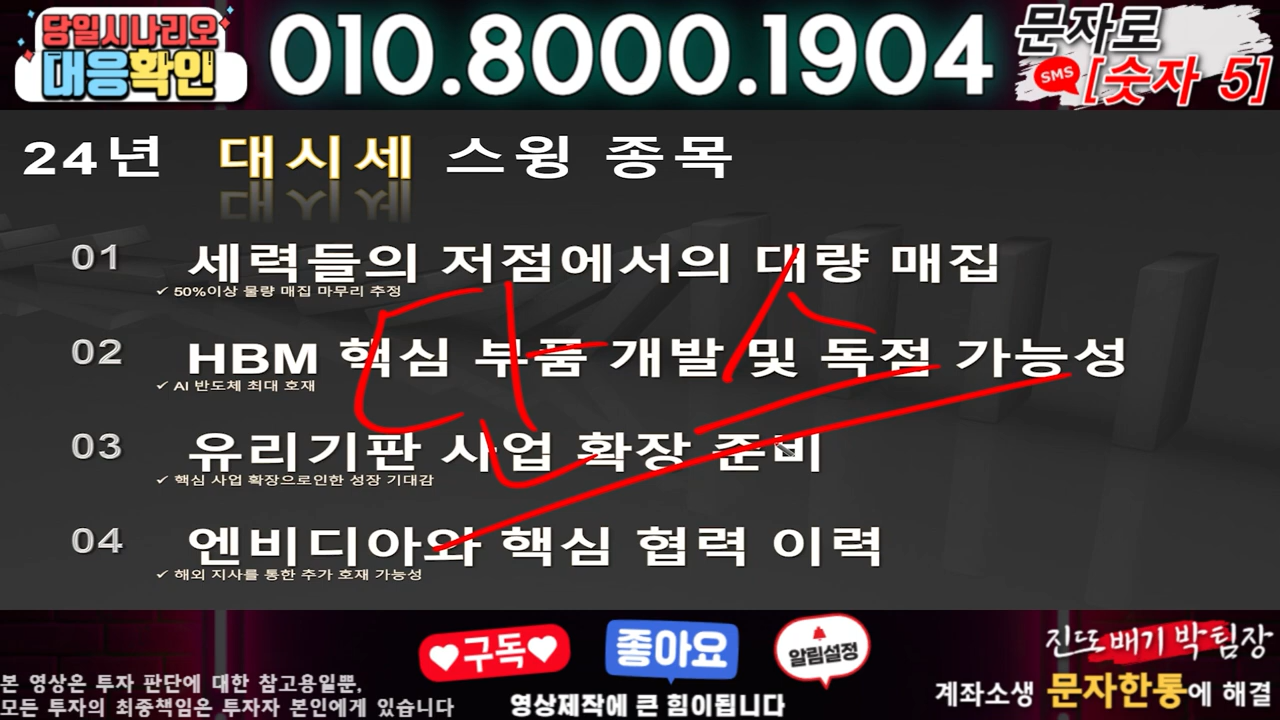 당일시나리오
대응확인
010.8000.1904
문자로
SMS [숫자 5]
24년 대시세 스윙 종목
01 세력들의 저점에서의 대량 매집
✓ 50%이상 물량 매집 마무리 추정
02 HBM 핵심 부품 개발 및 독점 가능성
✓ AI 반도체 최대 호재
03 유리기판 사업 확장 준비
✓ 핵심 사업 확장으로인한 성장 기대감
04 엔비디아와 핵심 협력 이력
✓ 해외 지사를 통한 추가 호재 가능성
단 1
구독
좋아요
알림설정
영상제작에 큰 힘이됩니다
본 영상은 투자 판단에 대한 참고용일뿐,
모든 투자의 최종책임은 투자자 본인에게 있습니다
진또배기 박팀장
계좌소생 문자한통에 해결